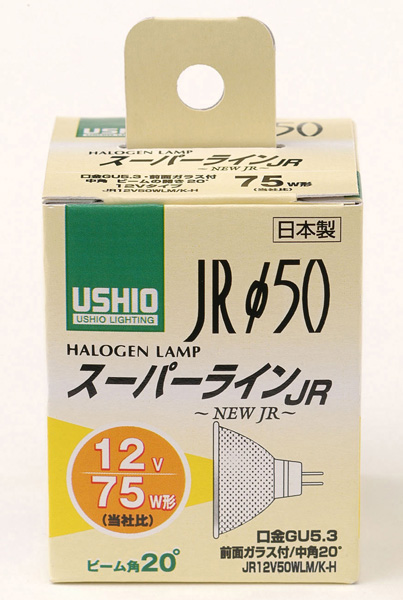 USHIO
USHIO LIGHTING
JRφ50
HALOGEN LAMP
スーパーラインJR
~NEW JR~
口金GU5.3・前面ガラス付
中角 ビームの開き20°
12Vタイプ
JR12V50WLM/K-H
75W形
(当社比)
日本製
USHIO
USHIO LIGHTING
JRφ50
HALOGEN LAMP
スーパーラインJR
~NEW JR~
12V
75W形
(当社比)
ビーム角20°
口金GU5.3
前面ガラス付/中角20°
JR12V50WLM/K-H